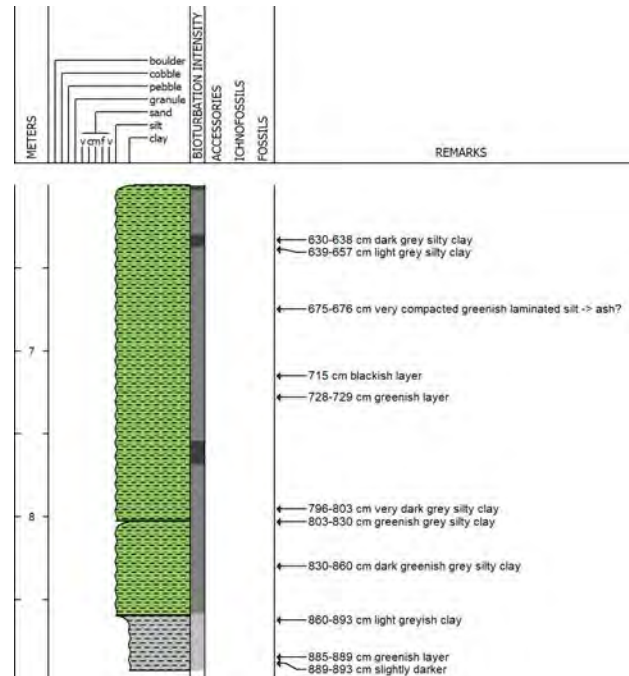 boulder
cobble
pebble
granule
sand
silt
clay
v cmf v
METERS
BIOTURBATION INTENSITY
ACCESSORIES
ICHNOFOSSILS
FOSSILS
REMARKS
630-638 cm dark grey silty clay
639-657 cm light grey silty clay
675-676 cm very compacted greenish laminated silt -> ash?
7
715 cm blackish layer
728-729 cm greenish layer
796-803 cm very dark grey silty clay
8
803-830 cm greenish grey silty clay
830-860 cm dark greenish grey silty clay
860-893 cm light greyish clay
885-889 cm greenish layer
889-893 cm slightly darker